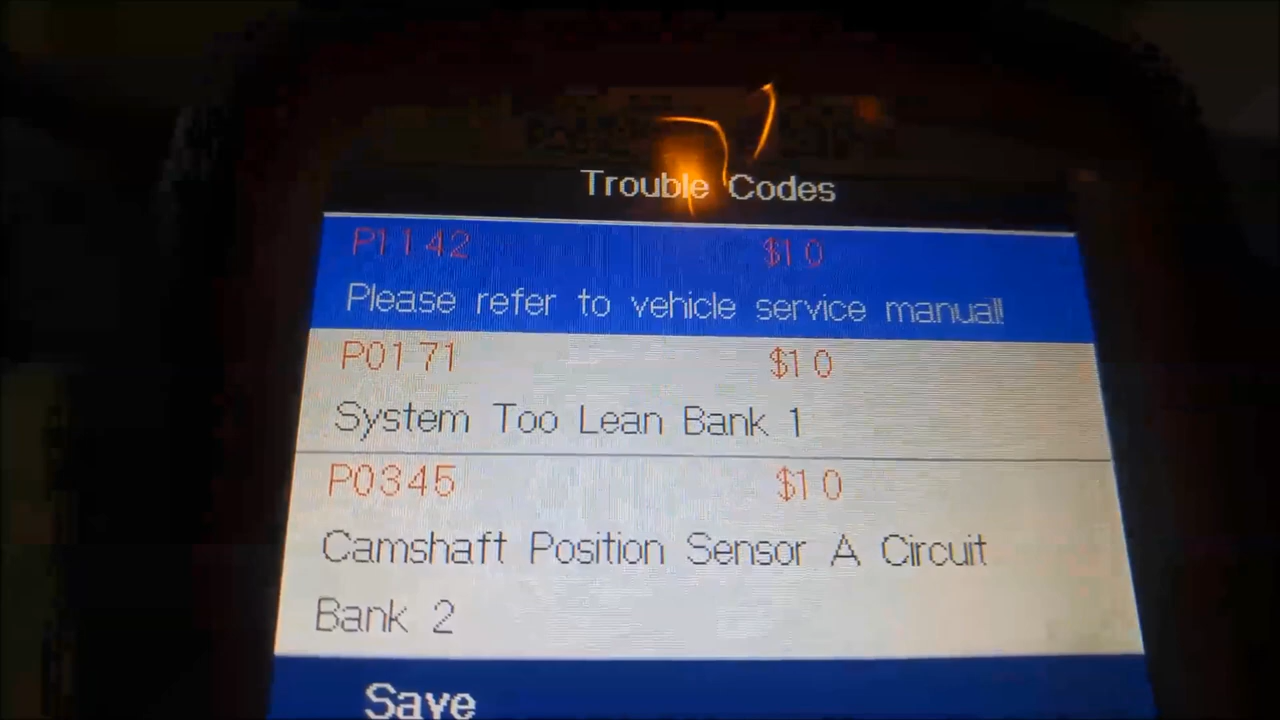 Trouble Codes
P1142 $10
Please refer to vehicle service manual!
P0171 $10
System Too Lean Bank 1
P0345 $10
Camshaft Position Sensor A Circuit
Bank 2
Save